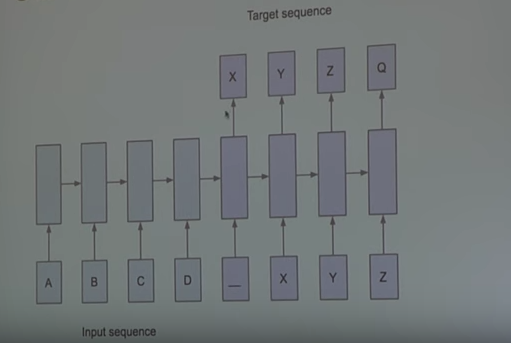 Target sequence
X Y Z Q
A B C D _ X Y Z
Input sequence